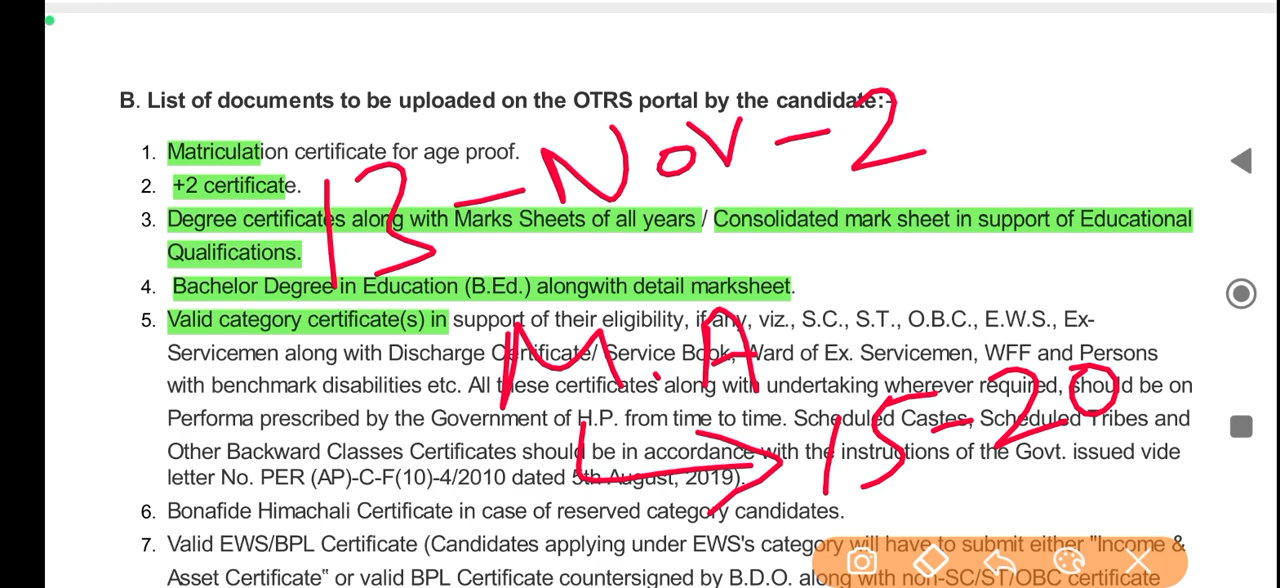 B. List of documents to be uploaded on the OTRS portal by the candidate:-
13 - Nov - 2
1. Matriculation certificate for age proof.
2. +2 certificate.
3. Degree certificates along with Marks Sheets of all years / Consolidated mark sheet in support of Educational
Qualifications.
4. Bachelor Degree in Education (B.Ed.) alongwith detail marksheet.
5. Valid category certificate(s) in support of their eligibility, if any, viz., S.C., S.T., O.B.C., E.W.S., Ex-
Servicemen along with Discharge Certificate/ Service Book, Ward of Ex. Servicemen, WFF and Persons
with benchmark disabilities etc. All these certificates along with undertaking wherever required, should be on
Performa prescribed by the Government of H.P. from time to time. Scheduled Castes, Scheduled Tribes and
Other Backward Classes Certificates should be in accordance with the instructions of the Govt. issued vide
letter No. PER (AP)-C-F(10)-4/2010 dated 5th August, 2019).
M.A
15-20
6. Bonafide Himachali Certificate in case of reserved category candidates.
7. Valid EWS/BPL Certificate (Candidates applying under EWS's category will have to submit either "Income &
Asset Certificate" or valid BPL Certificate countersigned by B.D.O. along with non-SC/ST/OBC certificate